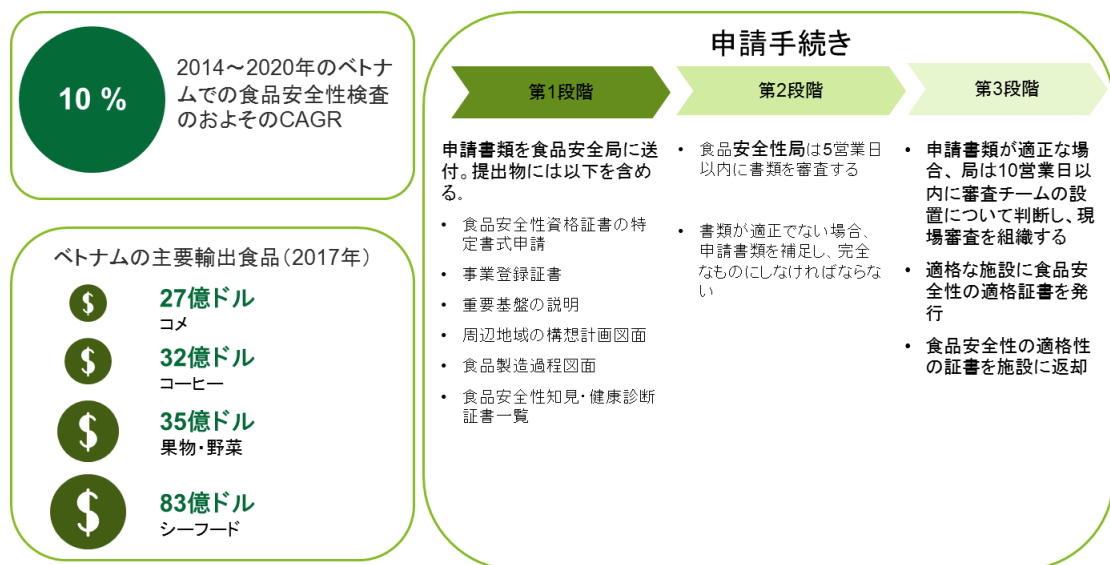 10 %
2014～2020年のベトナ
ムでの食品安全性検査
のおよそのCAGR
ベトナムの主要輸出食品（2017年）
$
27億ドル
コメ
$
32億ドル
コーヒー
$
35億ドル
果物・野菜
$
83億ドル
シーフード
申請手続き
第1段階
第2段階
第3段階
申請書類を食品安全局に送
付。提出物には以下を含め
る。
• 食品安全性資格証書の特
定書式申請
• 事業登録証書
• 重要基盤の説明
• 周辺地域の構想計画図面
• 食品製造過程図面
• 食品安全性知見・健康診断
証書一覧
• 食品安全性局は5営業日
以内に書類を審査する
• 書類が適正でない場合、
申請書類を補足し、完全
なものにしなければならな
い
• 申請書類が適正な場
合、局は10営業日以
内に審査チームの設
置について判断し、現
場審査を組織する
• 適格な施設に食品安
全性の適格証書を発
行
• 食品安全性の適格性
の証書を施設に返却